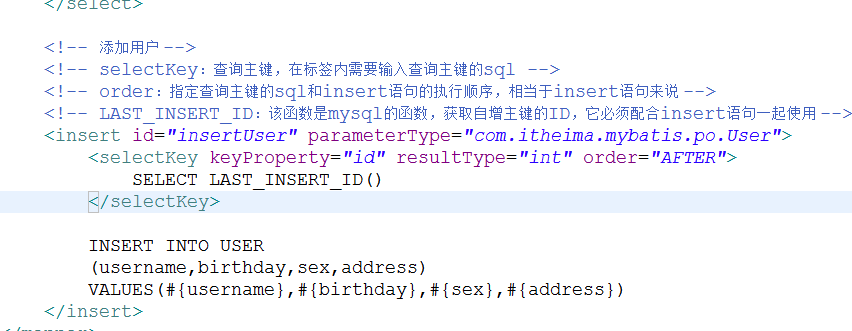 </select>
<!-- 添加用户 -->
<!-- selectKey：查询主键，在标签内需要输入查询主键的sql -->
<!-- order：指定查询主键的sql和insert语句的执行顺序，相当于insert语句来说 -->
<!-- LAST_INSERT_ID：该函数是mysql的函数，获取自增主键的ID，它必须配合insert语句一起使用 -->
<insert id="insertUser" parameterType="com.itheima.mybatis.po.User">
<selectKey keyProperty="id" resultType="int" order="AFTER">
SELECT LAST_INSERT_ID()
</selectKey>
INSERT INTO USER
(username,birthday,sex,address)
VALUES(#{username},#{birthday},#{sex},#{address})
</insert>